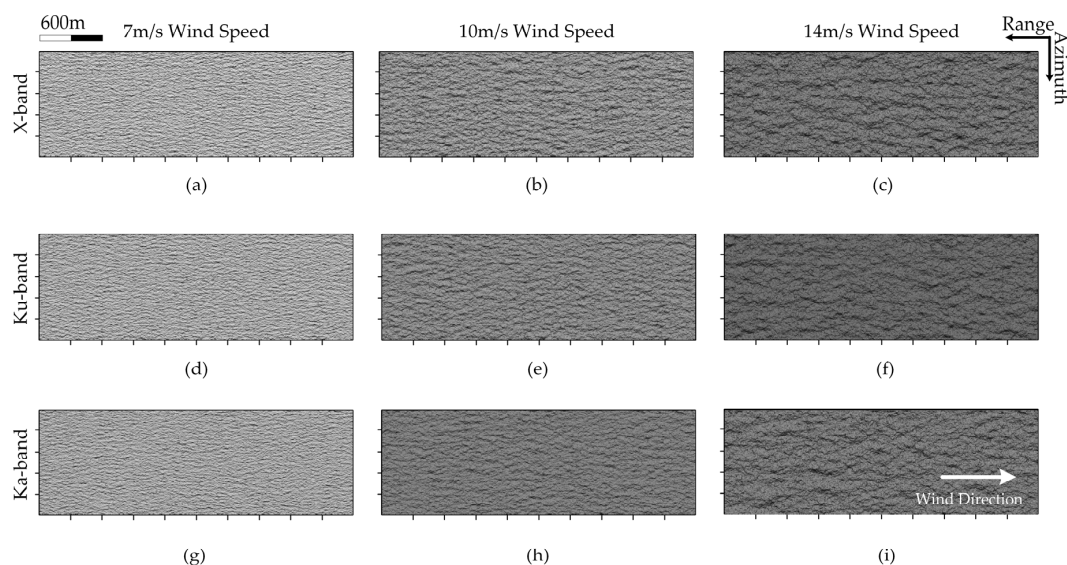 600m
7m/s Wind Speed
10m/s Wind Speed
14m/s Wind Speed
Range
Azimuth
X-band
(a)
(b)
(c)
Ku-band
(d)
(e)
(f)
Ka-band
Wind Direction
(g)
(h)
(i)